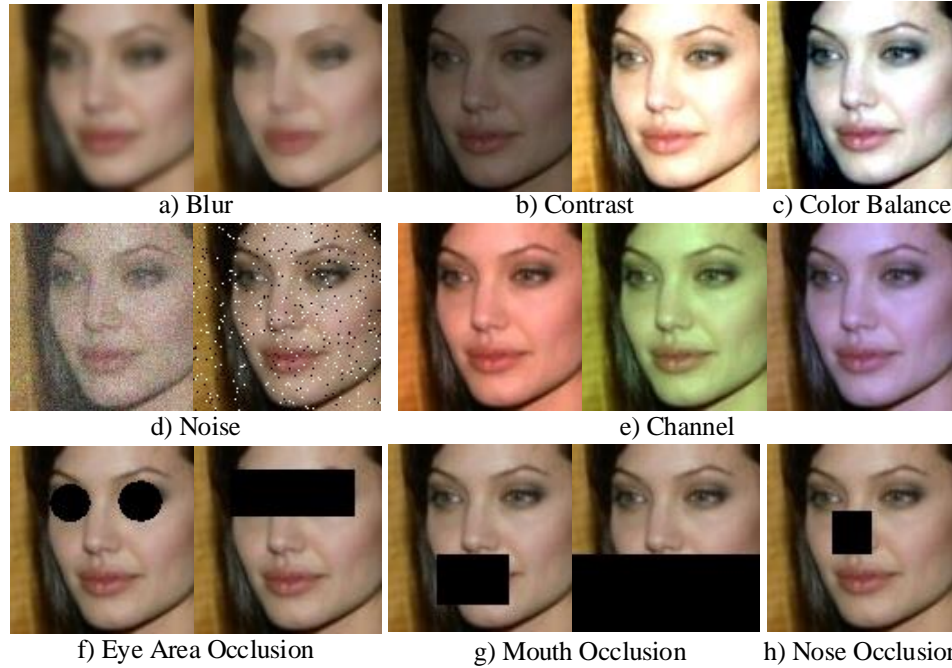 a) Blur
b) Contrast
c) Color Balance
d) Noise
e) Channel
f) Eye Area Occlusion
g) Mouth Occlusion
h) Nose Occlusion